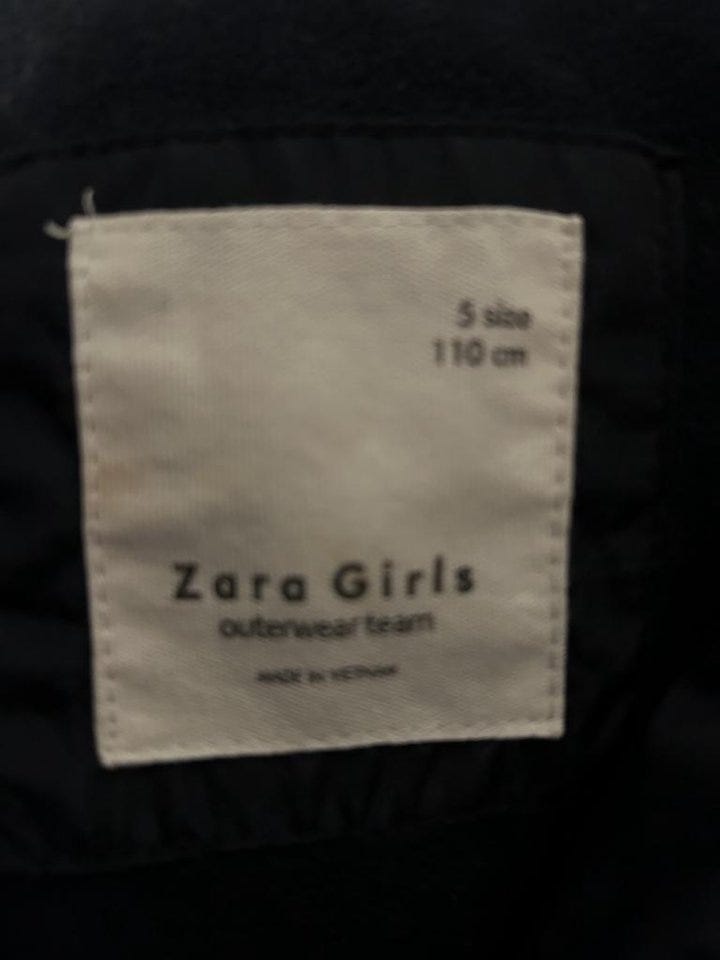 5 size
110 cm
Zara Girls
outerwear team
MADE IN VIETNAM